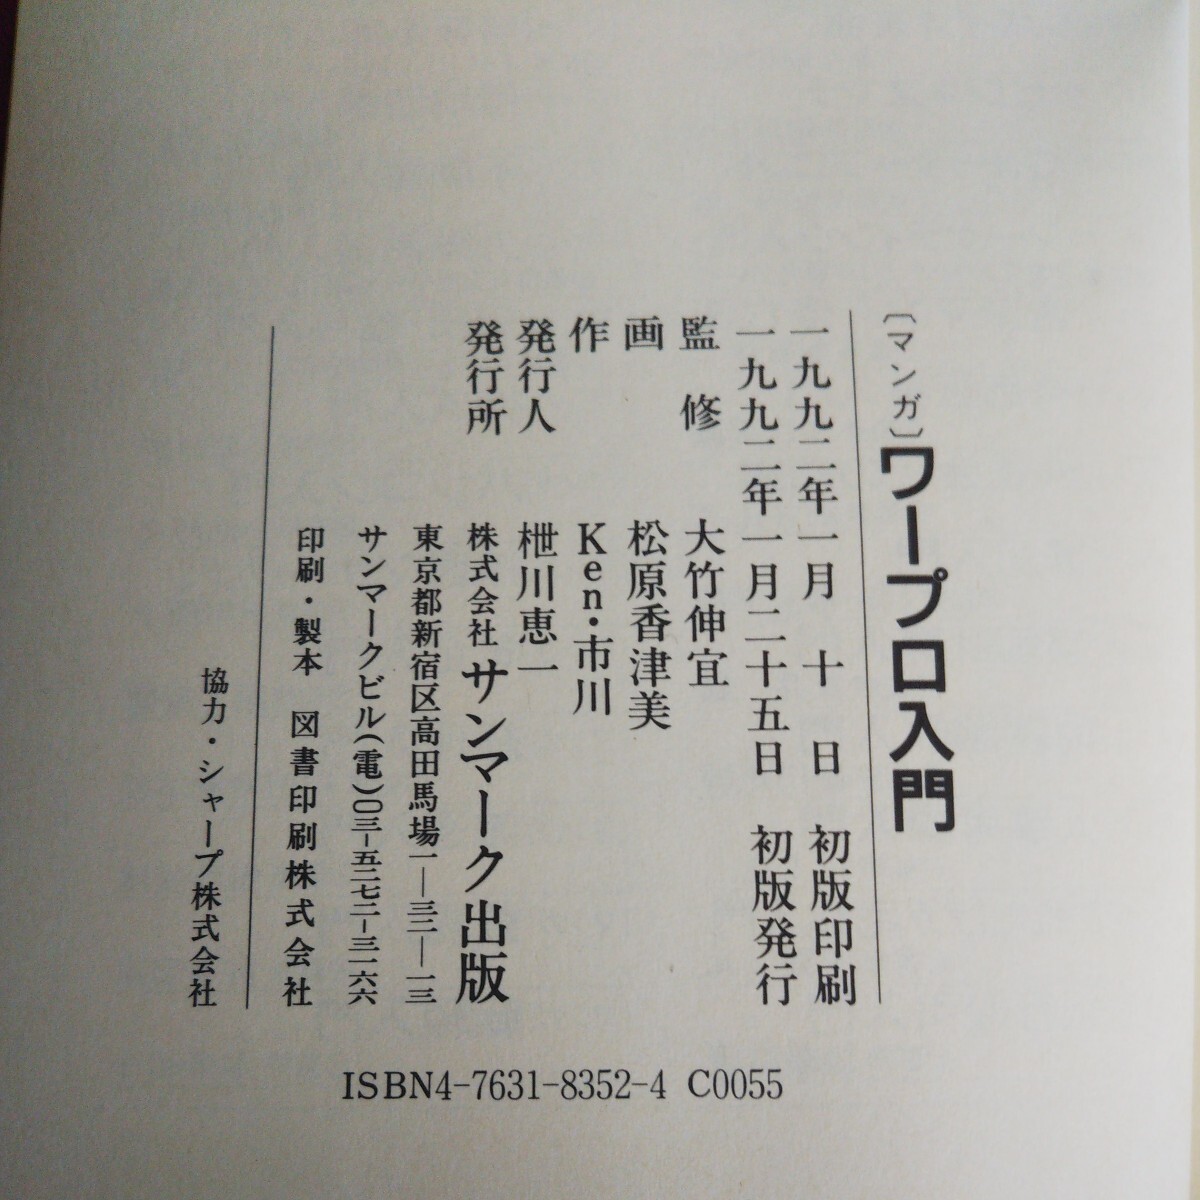 〔マンガ〕ワープロ入門
一九九二年一月　十　日　初版印刷
一九九二年一月二十五日　初版発行
監　修　大竹伸宜
画　松原香津美
作　Ken・市川
発行人　枻川恵一
発行所　株式会社サンマーク出版
東京都新宿区高田馬場一―三二―一三
サンマークビル(電)〇三-五二七二-三一六六
印刷・製本　図書印刷株式会社
協力・シャープ株式会社
ISBN4-7631-8352-4 C0055